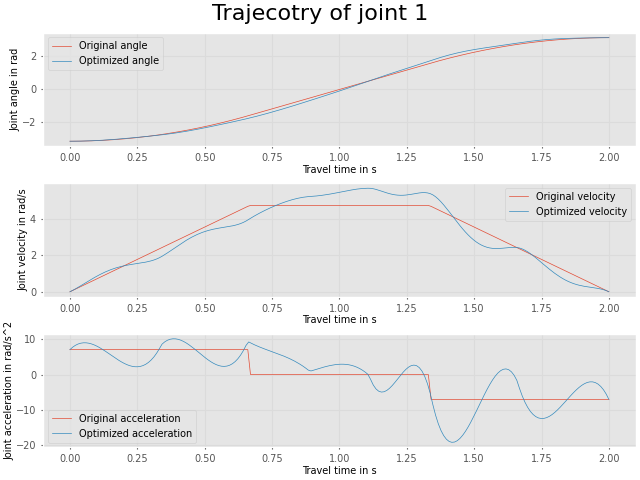 Trajecotry of joint 1
Joint angle in rad
2
0
−2
Original angle
Optimized angle
0.00 0.25 0.50 0.75 1.00 1.25 1.50 1.75 2.00
Travel time in s
Joint velocity in rad/s
4
2
0
Original velocity
Optimized velocity
0.00 0.25 0.50 0.75 1.00 1.25 1.50 1.75 2.00
Travel time in s
Joint acceleration in rad/s^2
10
0
−10
−20
Original acceleration
Optimized acceleration
0.00 0.25 0.50 0.75 1.00 1.25 1.50 1.75 2.00
Travel time in s